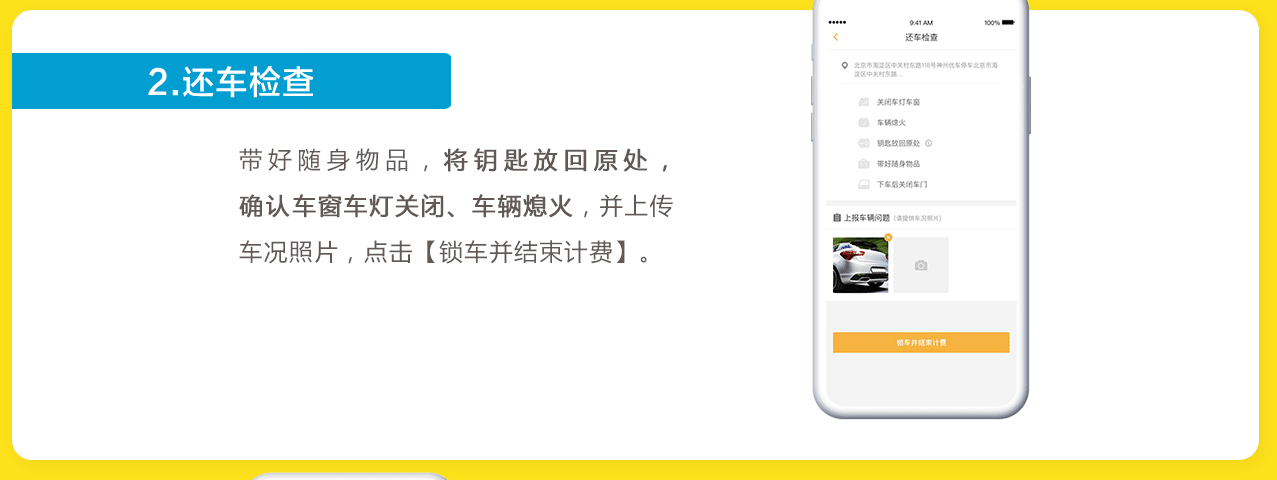 2.还车检查
带好随身物品，将钥匙放回原处，
确认车窗车灯关闭、车辆熄火，并上传
车况照片，点击【锁车并结束计费】。
9:41 AM
100%
还车检查
北京市海淀区中关村东路118号神州优车停车北京市海
淀区中关村东路...
关闭车灯车窗
车辆熄火
钥匙放回原处
带好随身物品
下车后关闭车门
上报车辆问题（请提供车况照片）
锁车并结束计费